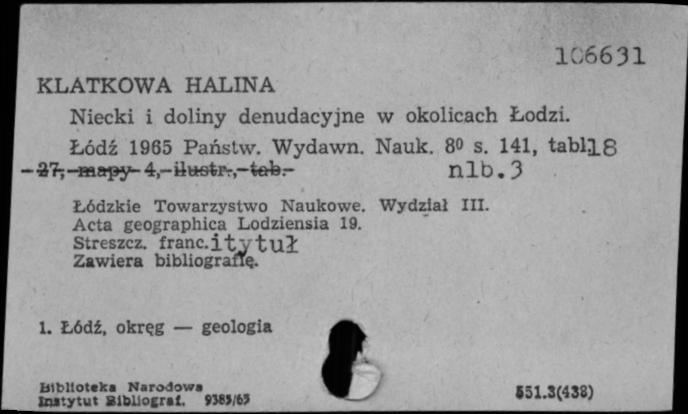 106631
KLATKOWA HALINA
Niecki i doliny denudacyjne w okolicach Łodzi.
Łódź 1965 Państw. Wydawn. Nauk. 8⁰ s. 141, tabl.18
27, mapy 4, ilustr., tab. nlb.3
Łódzkie Towarzystwo Naukowe. Wydział III.
Acta geographica Lodziensia 19.
Streszcz. franc.itytuł
Zawiera bibliografię.
1. Łódź, okręg — geologia
Biblioteka Narodowa
Instytut Bibliograf. 9385/65
551.3(438)